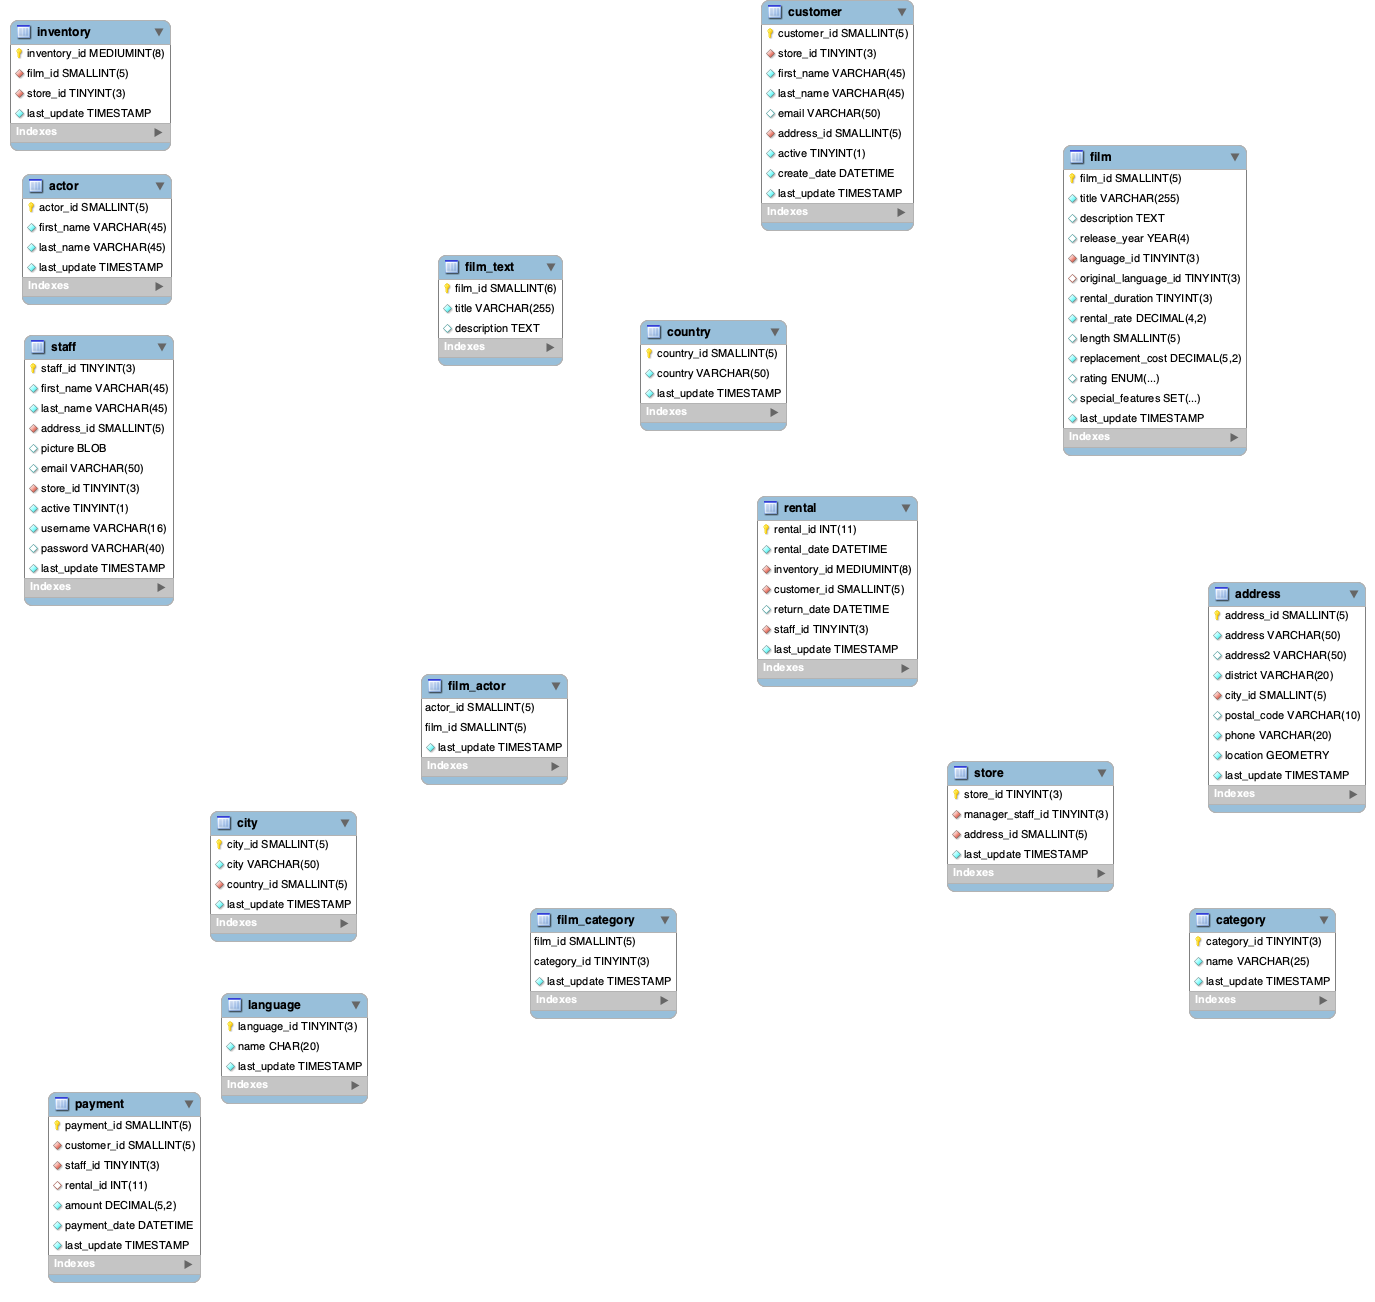 inventory
inventory_id MEDIUMINT(8)
film_id SMALLINT(5)
store_id TINYINT(3)
last_update TIMESTAMP
Indexes
actor
actor_id SMALLINT(5)
first_name VARCHAR(45)
last_name VARCHAR(45)
last_update TIMESTAMP
Indexes
staff
staff_id TINYINT(3)
first_name VARCHAR(45)
last_name VARCHAR(45)
address_id SMALLINT(5)
picture BLOB
email VARCHAR(50)
store_id TINYINT(3)
active TINYINT(1)
username VARCHAR(16)
password VARCHAR(40)
last_update TIMESTAMP
Indexes
customer
customer_id SMALLINT(5)
store_id TINYINT(3)
first_name VARCHAR(45)
last_name VARCHAR(45)
email VARCHAR(50)
address_id SMALLINT(5)
active TINYINT(1)
create_date DATETIME
last_update TIMESTAMP
Indexes
film
film_id SMALLINT(5)
title VARCHAR(255)
description TEXT
release_year YEAR(4)
language_id TINYINT(3)
original_language_id TINYINT(3)
rental_duration TINYINT(3)
rental_rate DECIMAL(4,2)
length SMALLINT(5)
replacement_cost DECIMAL(5,2)
rating ENUM(...)
special_features SET(...)
last_update TIMESTAMP
Indexes
film_text
film_id SMALLINT(6)
title VARCHAR(255)
description TEXT
Indexes
country
country_id SMALLINT(5)
country VARCHAR(50)
last_update TIMESTAMP
Indexes
rental
rental_id INT(11)
rental_date DATETIME
inventory_id MEDIUMINT(8)
customer_id SMALLINT(5)
return_date DATETIME
staff_id TINYINT(3)
last_update TIMESTAMP
Indexes
address
address_id SMALLINT(5)
address VARCHAR(50)
address2 VARCHAR(50)
district VARCHAR(20)
city_id SMALLINT(5)
postal_code VARCHAR(10)
phone VARCHAR(20)
location GEOMETRY
last_update TIMESTAMP
Indexes
film_actor
actor_id SMALLINT(5)
film_id SMALLINT(5)
last_update TIMESTAMP
Indexes
store
store_id TINYINT(3)
manager_staff_id TINYINT(3)
address_id SMALLINT(5)
last_update TIMESTAMP
Indexes
city
city_id SMALLINT(5)
city VARCHAR(50)
country_id SMALLINT(5)
last_update TIMESTAMP
Indexes
film_category
film_id SMALLINT(5)
category_id TINYINT(3)
last_update TIMESTAMP
Indexes
category
category_id TINYINT(3)
name VARCHAR(25)
last_update TIMESTAMP
Indexes
language
language_id TINYINT(3)
name CHAR(20)
last_update TIMESTAMP
Indexes
payment
payment_id SMALLINT(5)
customer_id SMALLINT(5)
staff_id TINYINT(3)
rental_id INT(11)
amount DECIMAL(5,2)
payment_date DATETIME
last_update TIMESTAMP
Indexes